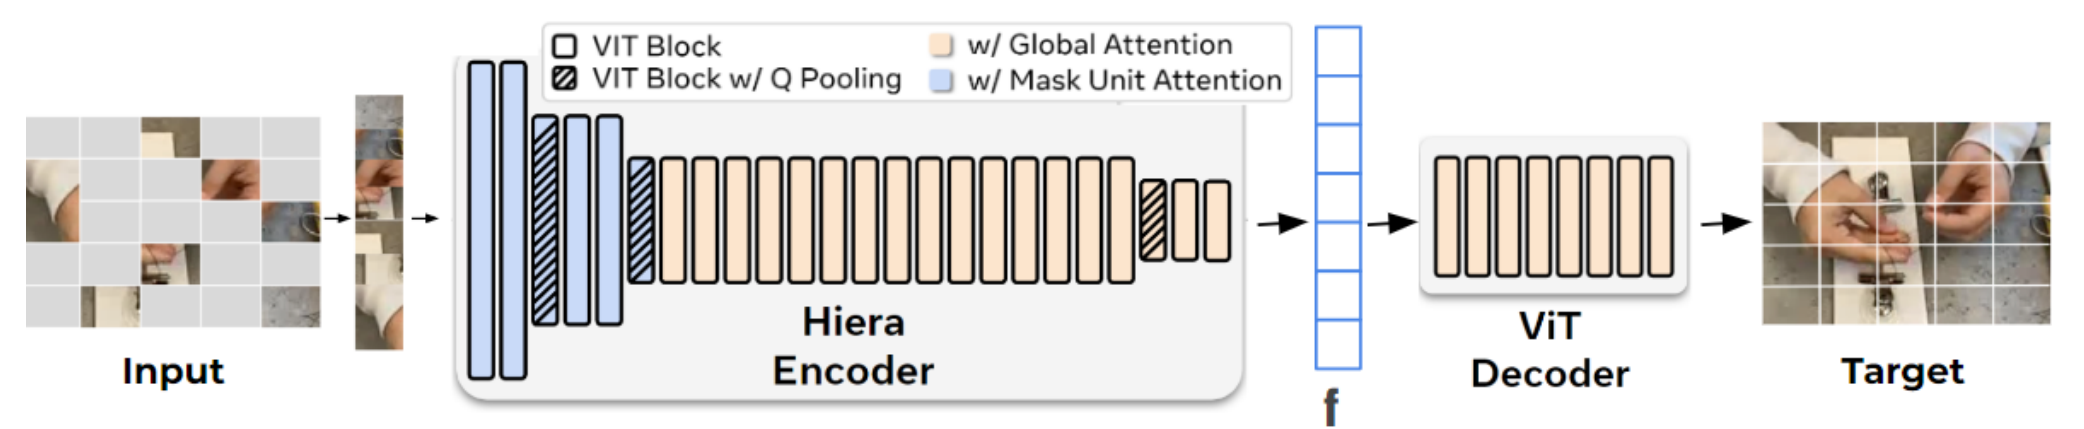 VIT Block
w/ Global Attention
VIT Block w/ Q Pooling
w/ Mask Unit Attention
Input
Hiera
Encoder
f
ViT
Decoder
Target